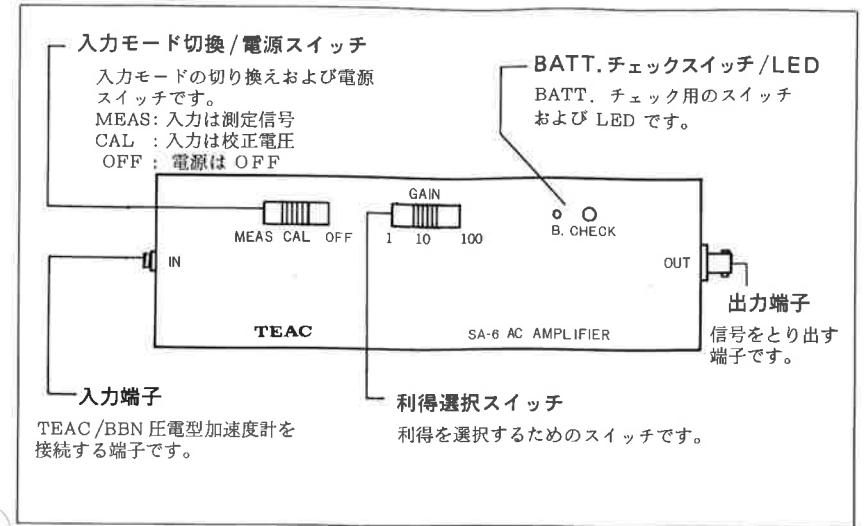 入力モード切換/電源スイッチ
入力モードの切り換えおよび電源
スイッチです。
MEAS: 入力は測定信号
CAL : 入力は校正電圧
OFF : 電源は OFF
BATT.チェックスイッチ/LED
BATT. チェック用のスイッチ
および LED です。
GAIN
MEAS CAL OFF
1 10 100
B. CHECK
IN
OUT
TEAC
SA-6 AC AMPLIFIER
出力端子
信号をとり出す
端子です。
入力端子
TEAC/BBN 圧電型加速度計を
接続する端子です。
利得選択スイッチ
利得を選択するためのスイッチです。